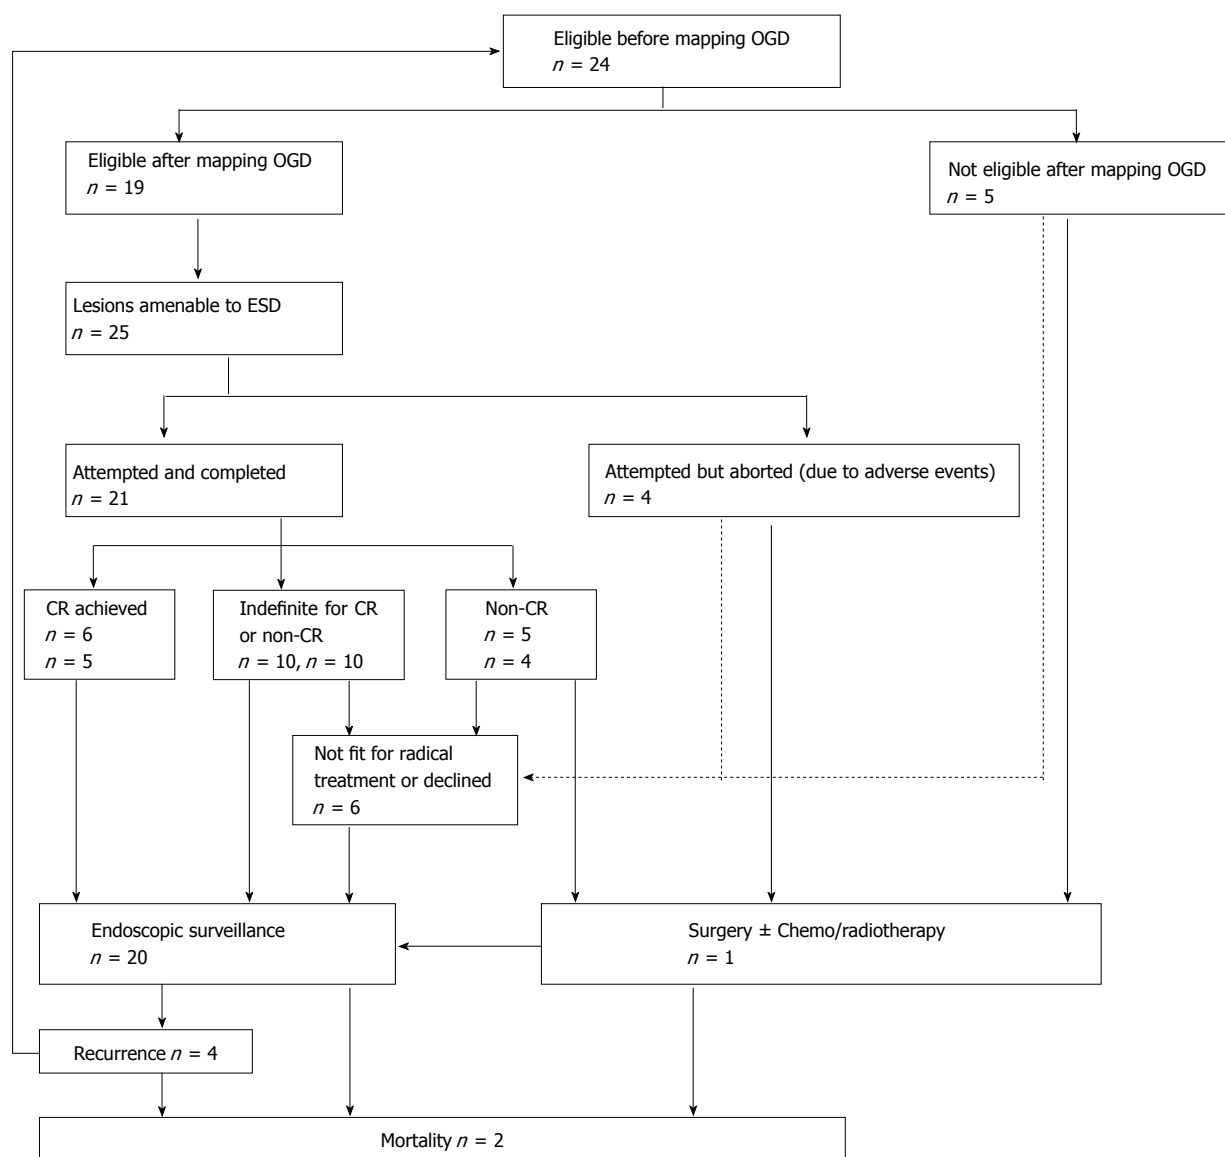 Eligible before mapping OGD
n = 24
Eligible after mapping OGD
n = 19
Not eligible after mapping OGD
n = 5
Lesions amenable to ESD
n = 25
Attempted and completed
n = 21
Attempted but aborted (due to adverse events)
n = 4
CR achieved
n = 6
n = 5
Indefinite for CR
or non-CR
n = 10, n = 10
Non-CR
n = 5
n = 4
Not fit for radical
treatment or declined
n = 6
Endoscopic surveillance
n = 20
Surgery ± Chemo/radiotherapy
n = 1
Recurrence n = 4
Mortality n = 2